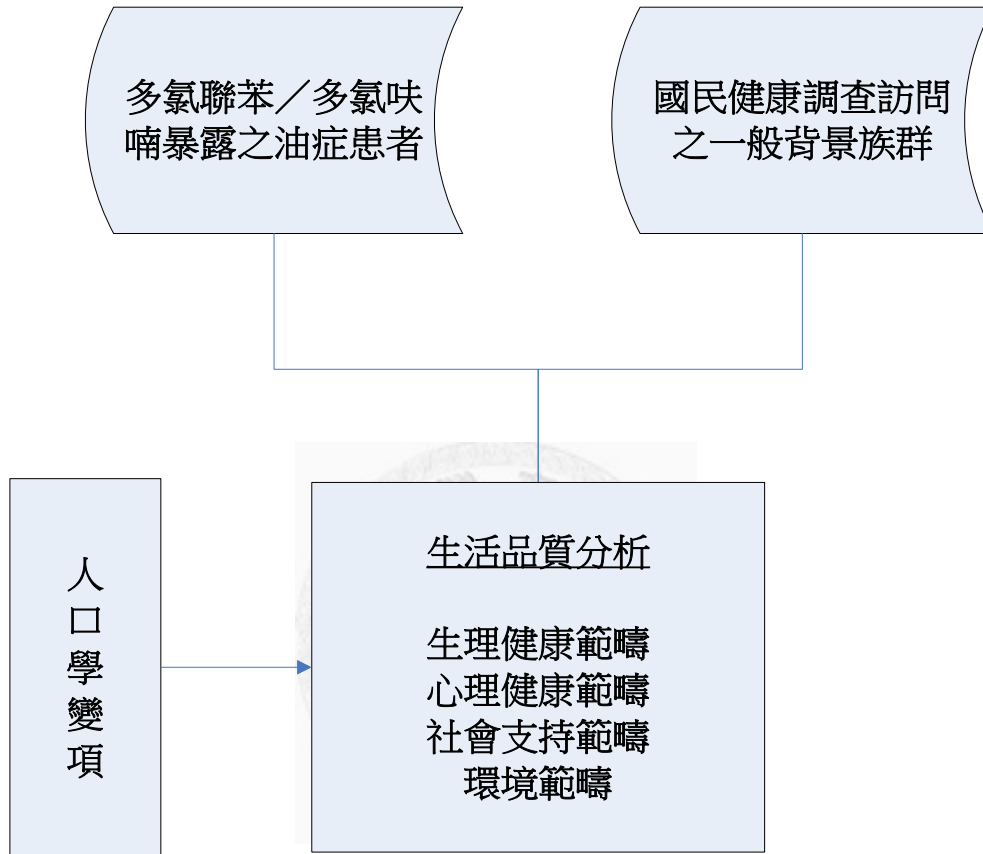 多氯聯苯／多氯呋
喃暴露之油症患者
國民健康調查訪問
之一般背景族群
人口學變項
生活品質分析
生理健康範疇
心理健康範疇
社會支持範疇
環境範疇